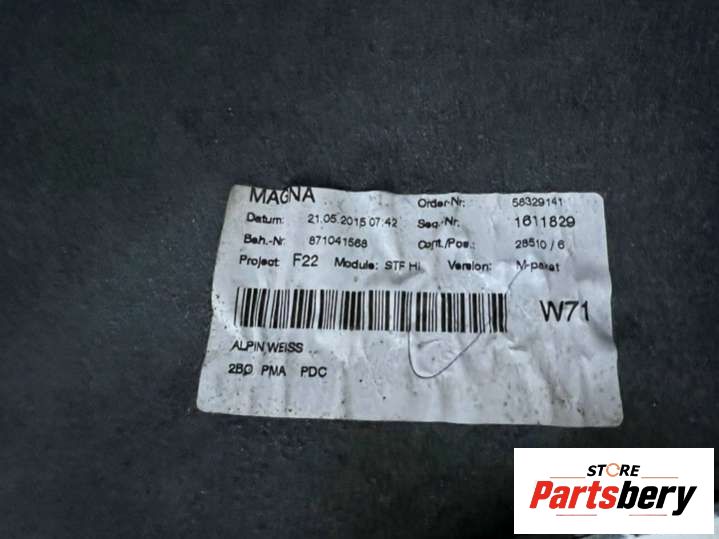 MAGNA Order-Nr: 56329141
Datum: 21.05.2015 07:42 Seq.-Nr. 1611829
Beh.-Nr 871041568 Cont./Pos.: 28510 / 6
Project: F22 Module: STF Hi Version: M-paket
W71
ALPIN WEISS
2BO PMA PDC
STORE
Partsbery